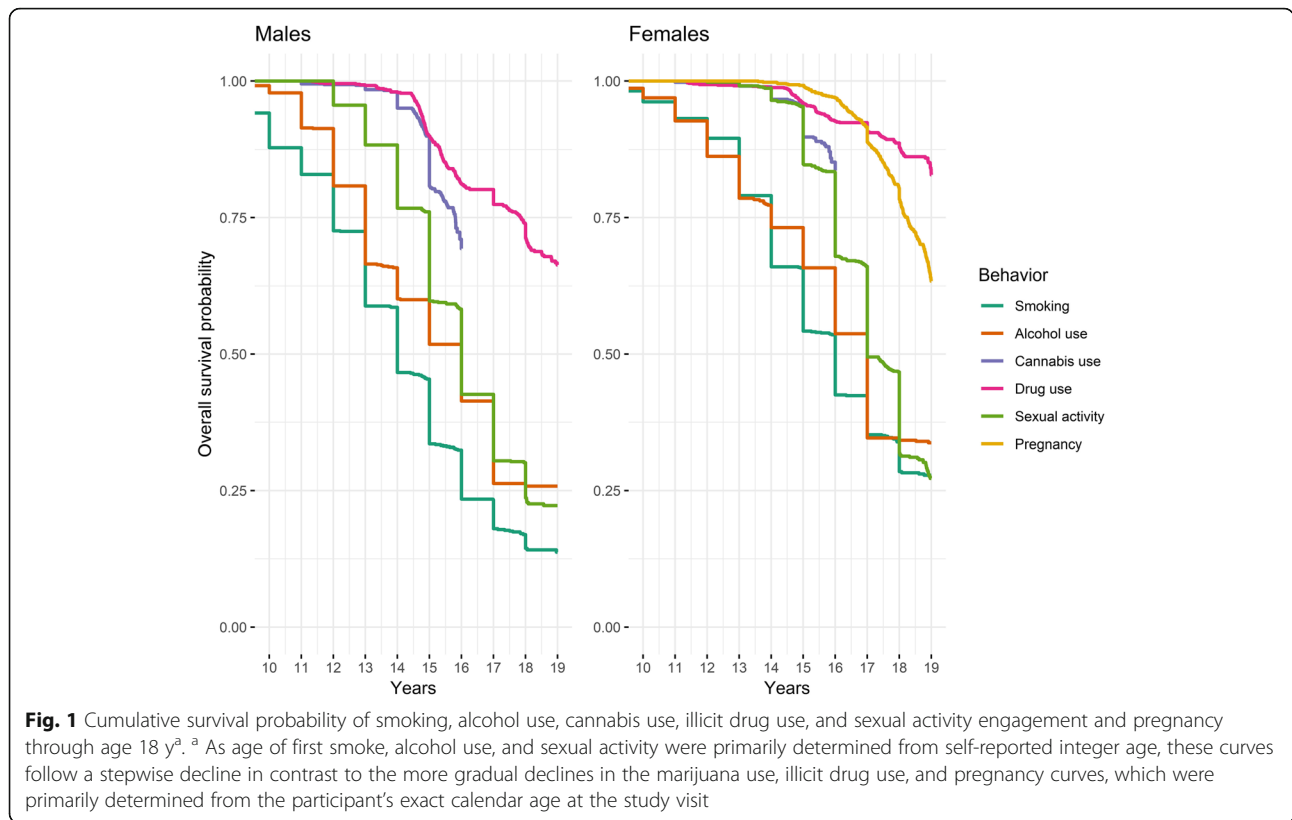 Males
Females
Overall survival probability
1.00
0.75
0.50
0.25
0.00
10 11 12 13 14 15 16 17 18 19
Years
1.00
0.75
0.50
0.25
0.00
10 11 12 13 14 15 16 17 18 19
Years
Behavior
Smoking
Alcohol use
Cannabis use
Drug use
Sexual activity
Pregnancy
Fig. 1 Cumulative survival probability of smoking, alcohol use, cannabis use, illicit drug use, and sexual activity engagement and pregnancy
through age 18 yᵃ. ᵃ As age of first smoke, alcohol use, and sexual activity were primarily determined from self-reported integer age, these curves
follow a stepwise decline in contrast to the more gradual declines in the marijuana use, illicit drug use, and pregnancy curves, which were
primarily determined from the participant’s exact calendar age at the study visit